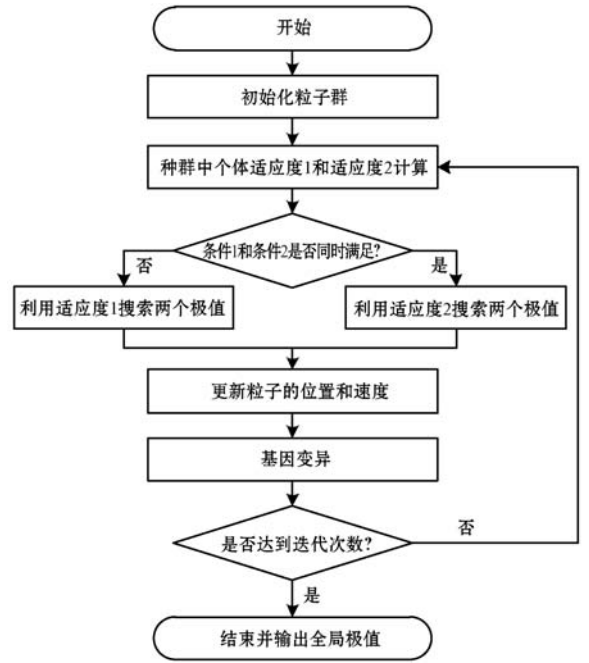 开始
初始化粒子群
种群中个体适应度1和适应度2计算
条件1和条件2是否同时满足?
否
是
利用适应度1搜索两个极值
利用适应度2搜索两个极值
更新粒子的位置和速度
基因变异
是否达到迭代次数?
否
是
结束并输出全局极值